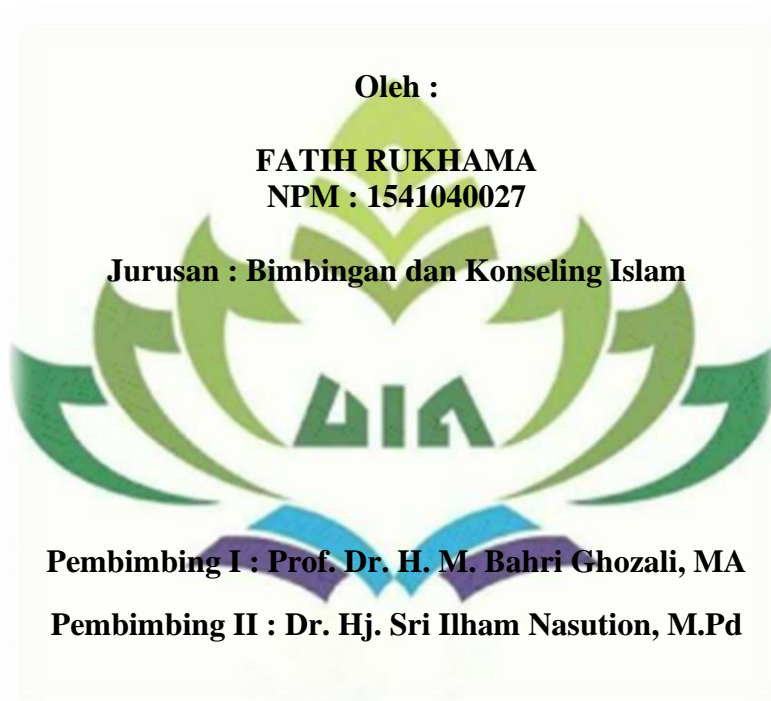 Oleh :
FATIH RUKHAMA
NPM : 1541040027
Jurusan : Bimbingan dan Konseling Islam
UIN
Pembimbing I : Prof. Dr. H. M. Bahri Ghozali, MA
Pembimbing II : Dr. Hj. Sri Ilham Nasution, M.Pd